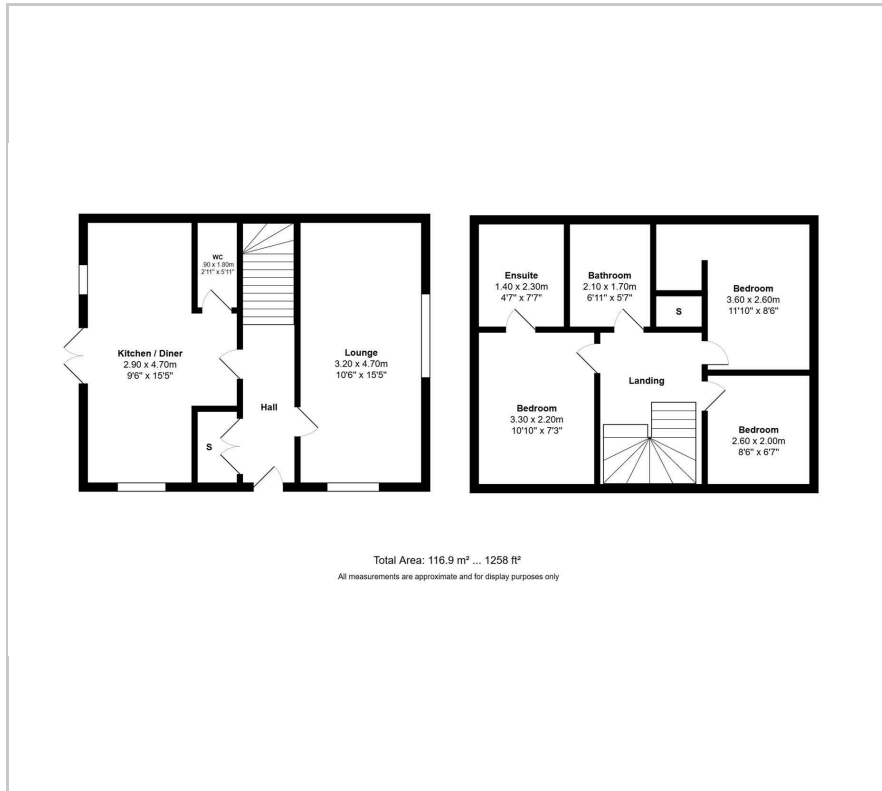 WC
.90 x 1.80m
2'11" x 5'11"
Kitchen / Diner
2.90 x 4.70m
9'6" x 15'5"
Lounge
3.20 x 4.70m
10'6" x 15'5"
Hall
S
Ensuite
1.40 x 2.30m
4'7" x 7'7"
Bathroom
2.10 x 1.70m
6'11" x 5'7"
Bedroom
3.60 x 2.60m
11'10" x 8'6"
S
Landing
Bedroom
3.30 x 2.20m
10'10" x 7'3"
Bedroom
2.60 x 2.00m
8'6" x 6'7"
Total Area: 116.9 m² ... 1258 ft²
All measurements are approximate and for display purposes only